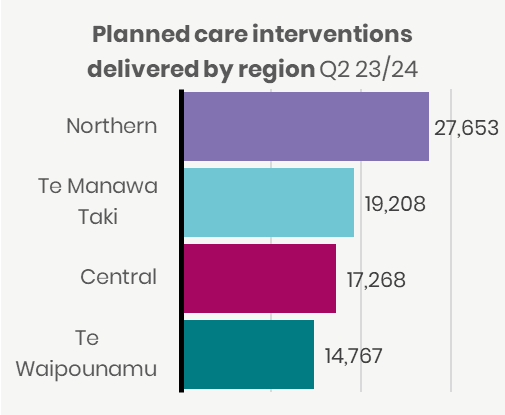 Planned care interventions
delivered by region Q2 23/24
Northern
27,653
Te Manawa
Taki
19,208
Central
17,268
Te
Waipounamu
14,767